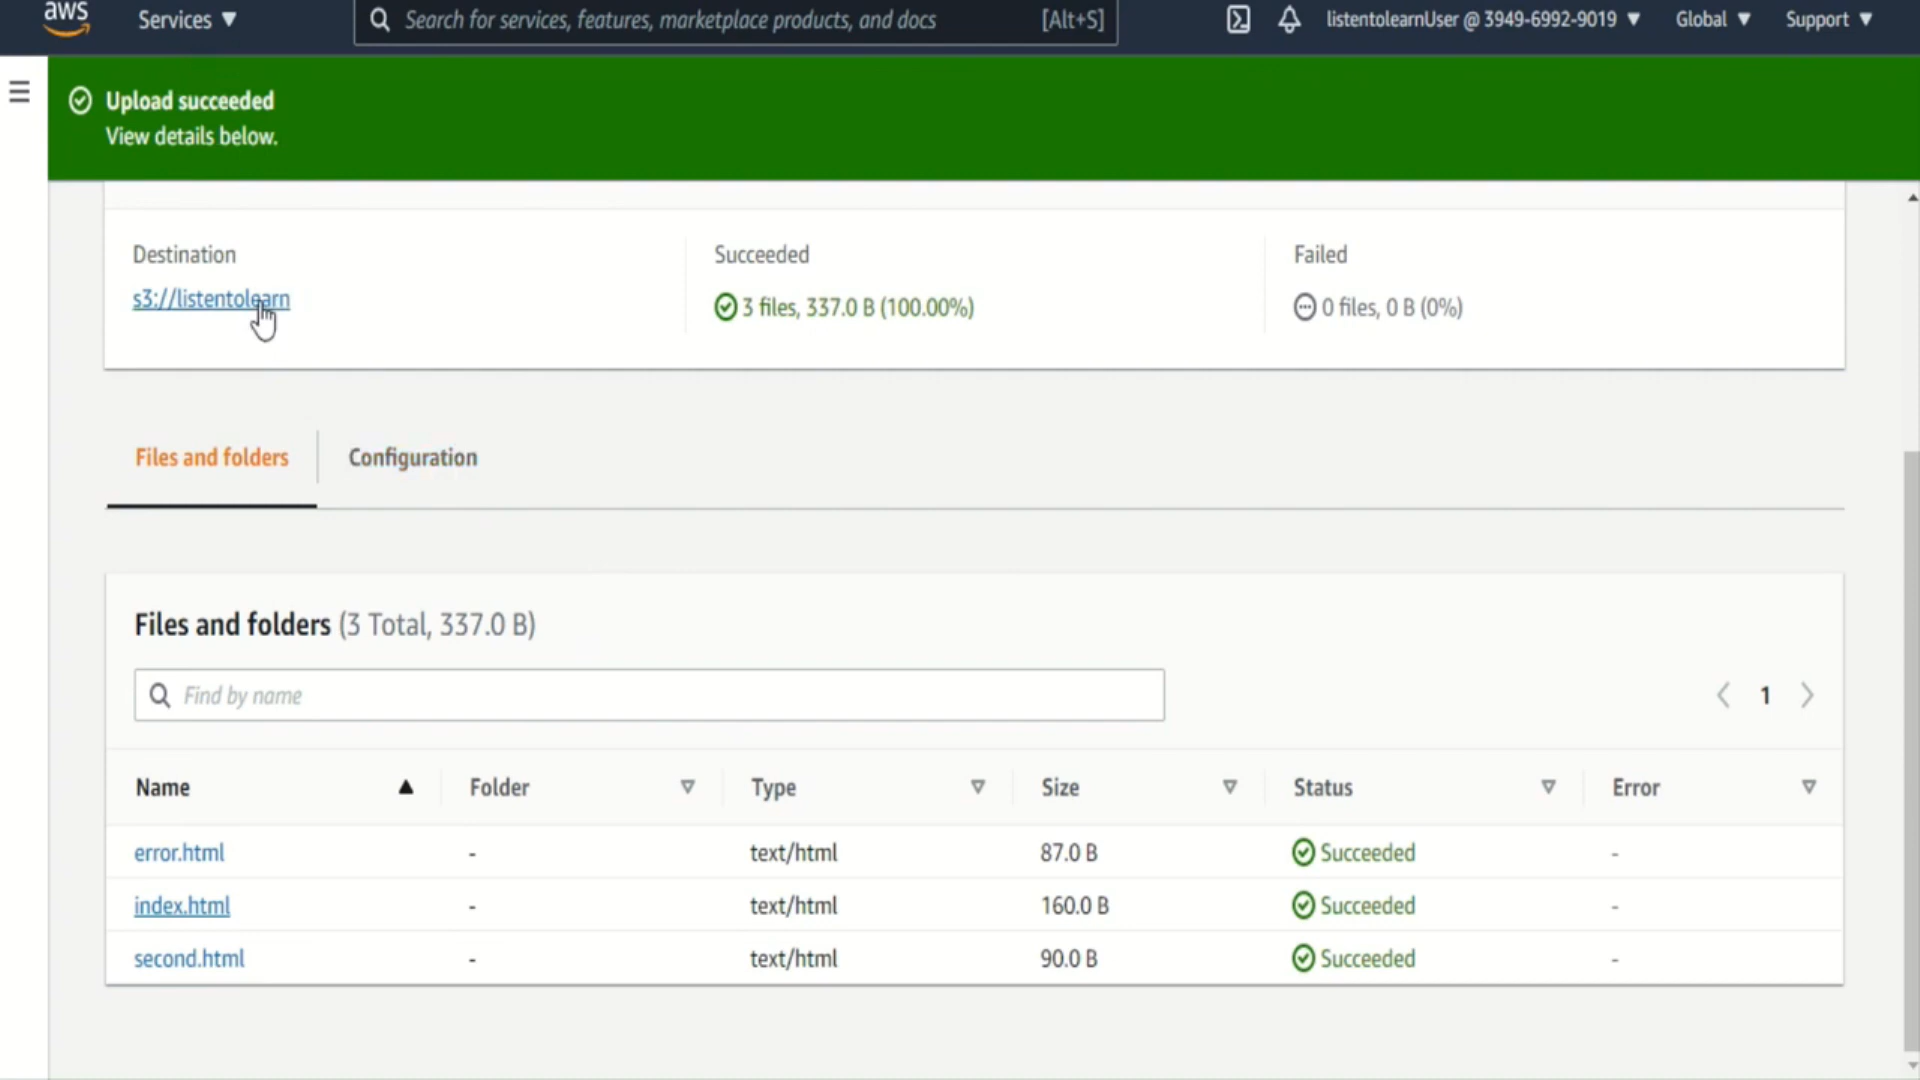 aws Services Search for services, features, marketplace products, and docs [Alt+S] listentolearnUser @ 3949-6992-9019 Global Support
Upload succeeded
View details below.
Destination Succeeded Failed
s3://listentolearn 3 files, 337.0 B (100.00%) 0 files, 0 B (0%)
Files and folders Configuration
Files and folders (3 Total, 337.0 B)
Find by name 1
Name Folder Type Size Status Error
error.html - text/html 87.0 B Succeeded -
index.html - text/html 160.0 B Succeeded -
second.html - text/html 90.0 B Succeeded -